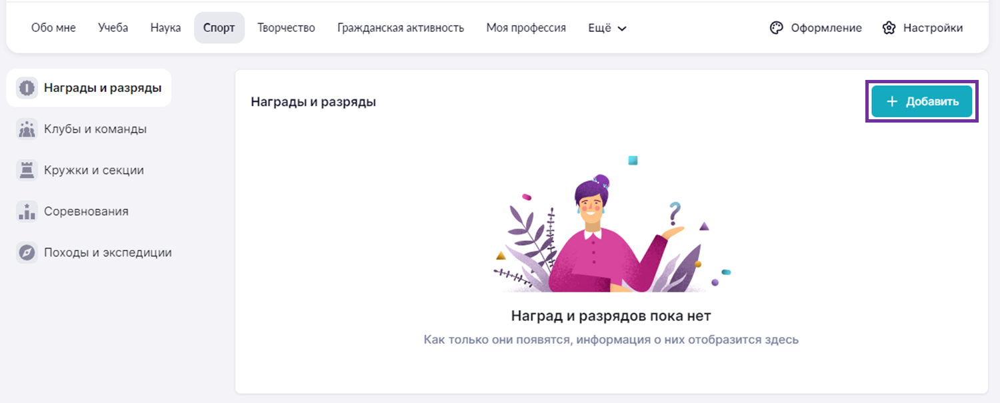 Обо мне Учеба Наука Спорт Творчество Гражданская активность Моя профессия Ещё Оформление Настройки
Награды и разряды
Клубы и команды
Кружки и секции
Соревнования
Походы и экспедиции
Награды и разряды
+ Добавить
Наград и разрядов пока нет
Как только они появятся, информация о них отобразится здесь